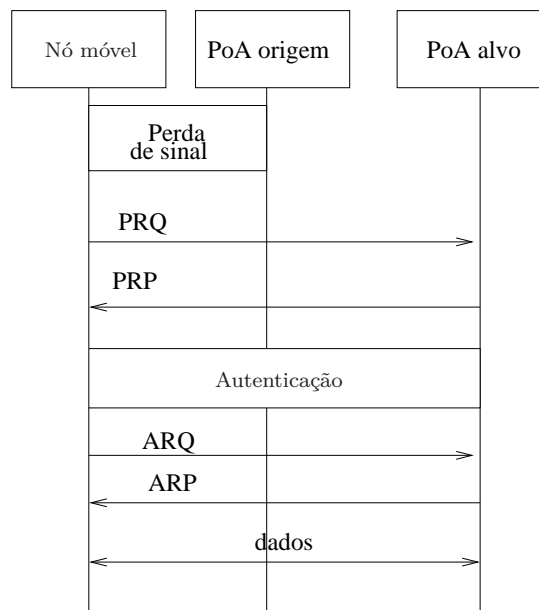 Nó móvel
PoA origem
PoA alvo
Perda
de sinal
PRQ
PRP
Autenticação
ARQ
ARP
dados